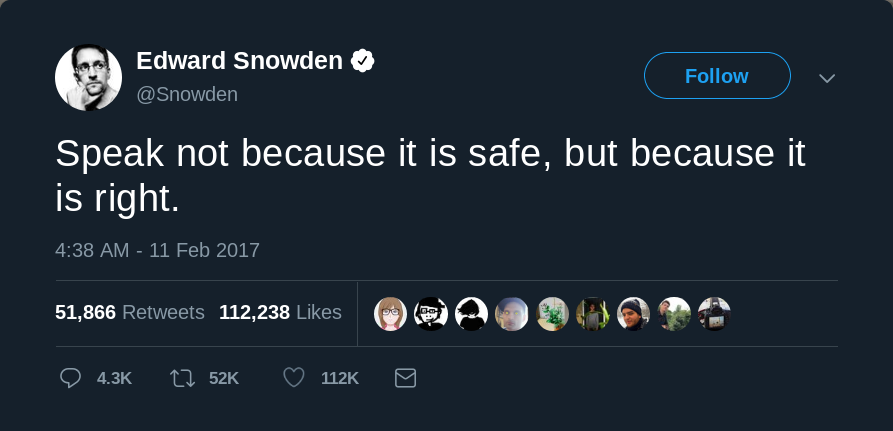 Edward Snowden
@Snowden
Follow
Speak not because it is safe, but because it
is right.
4:38 AM - 11 Feb 2017
51,866 Retweets 112,238 Likes
4.3K 52K 112K